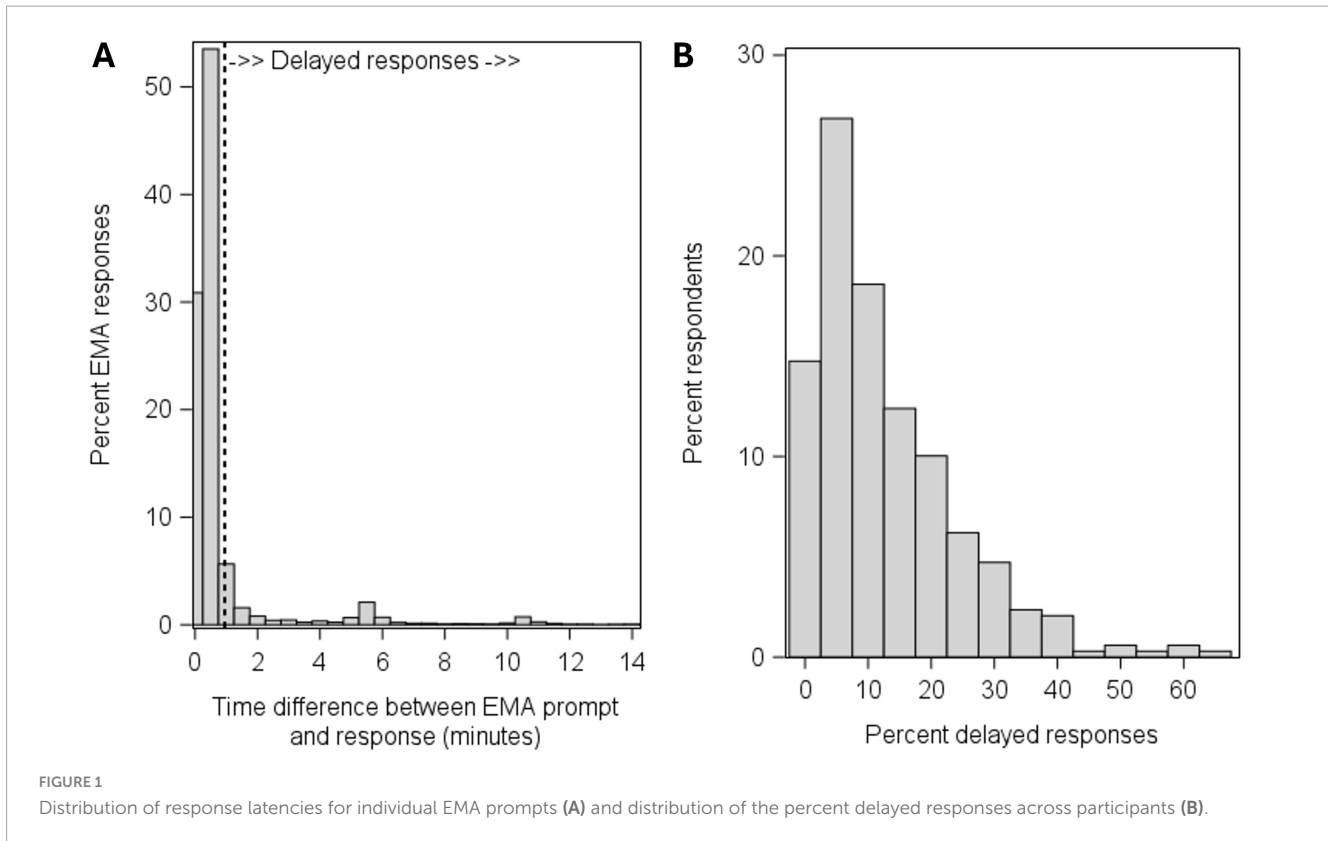 A
->> Delayed responses ->>
50
40
30
20
10
0
Percent EMA responses
0 2 4 6 8 10 12 14
Time difference between EMA prompt
and response (minutes)
B
30
20
10
0
Percent respondents
0 10 20 30 40 50 60
Percent delayed responses
FIGURE 1
Distribution of response latencies for individual EMA prompts (A) and distribution of the percent delayed responses across participants (B).